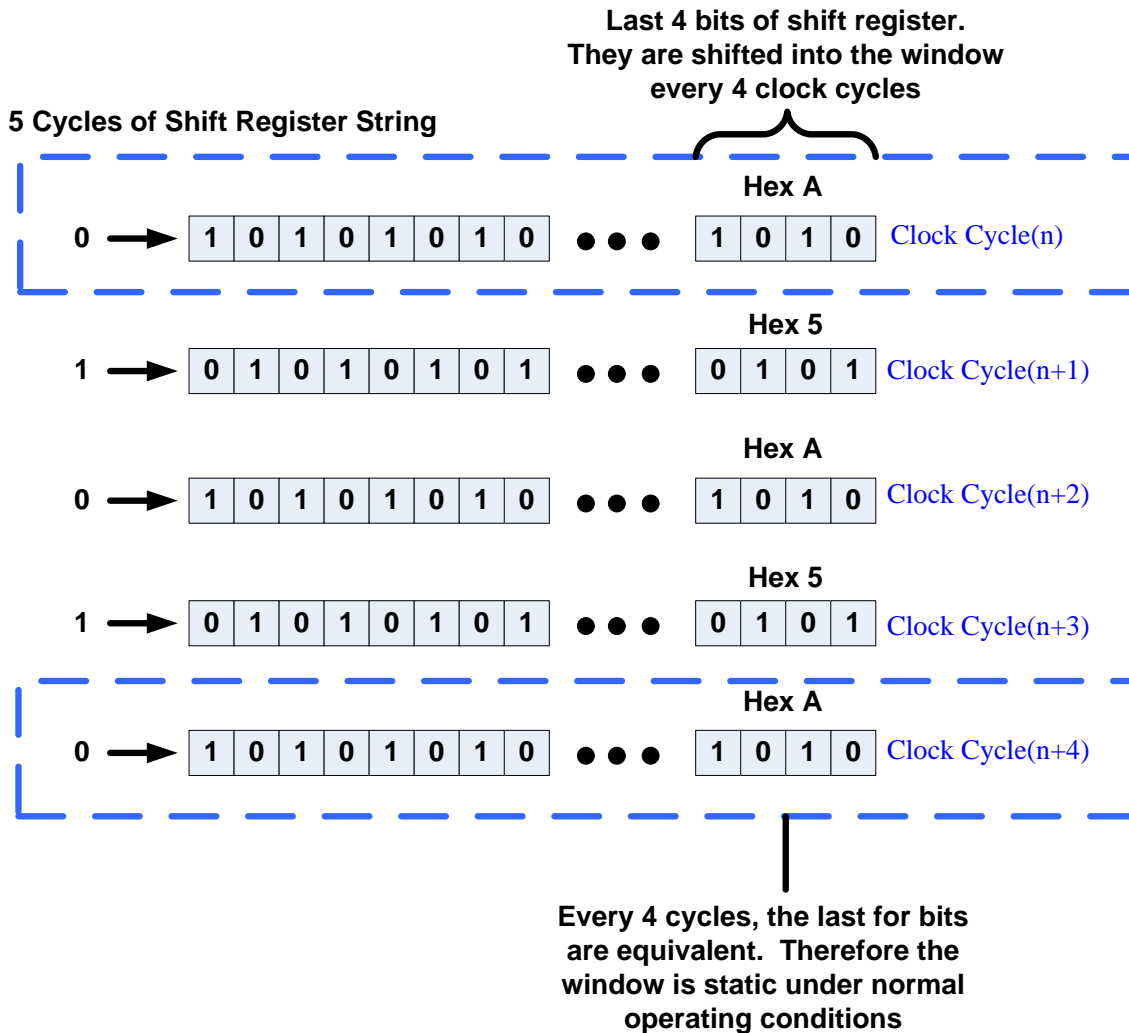 Last 4 bits of shift register.
They are shifted into the window
every 4 clock cycles
5 Cycles of Shift Register String
Hex A
0 1 0 1 0 1 0 1 0 1 0 1 0 Clock Cycle(n)
Hex 5
1 0 1 0 1 0 1 0 1 0 1 0 1 Clock Cycle(n+1)
Hex A
0 1 0 1 0 1 0 1 0 1 0 1 0 Clock Cycle(n+2)
Hex 5
1 0 1 0 1 0 1 0 1 0 1 0 1 Clock Cycle(n+3)
Hex A
0 1 0 1 0 1 0 1 0 1 0 1 0 Clock Cycle(n+4)
Every 4 cycles, the last for bits
are equivalent. Therefore the
window is static under normal
operating conditions